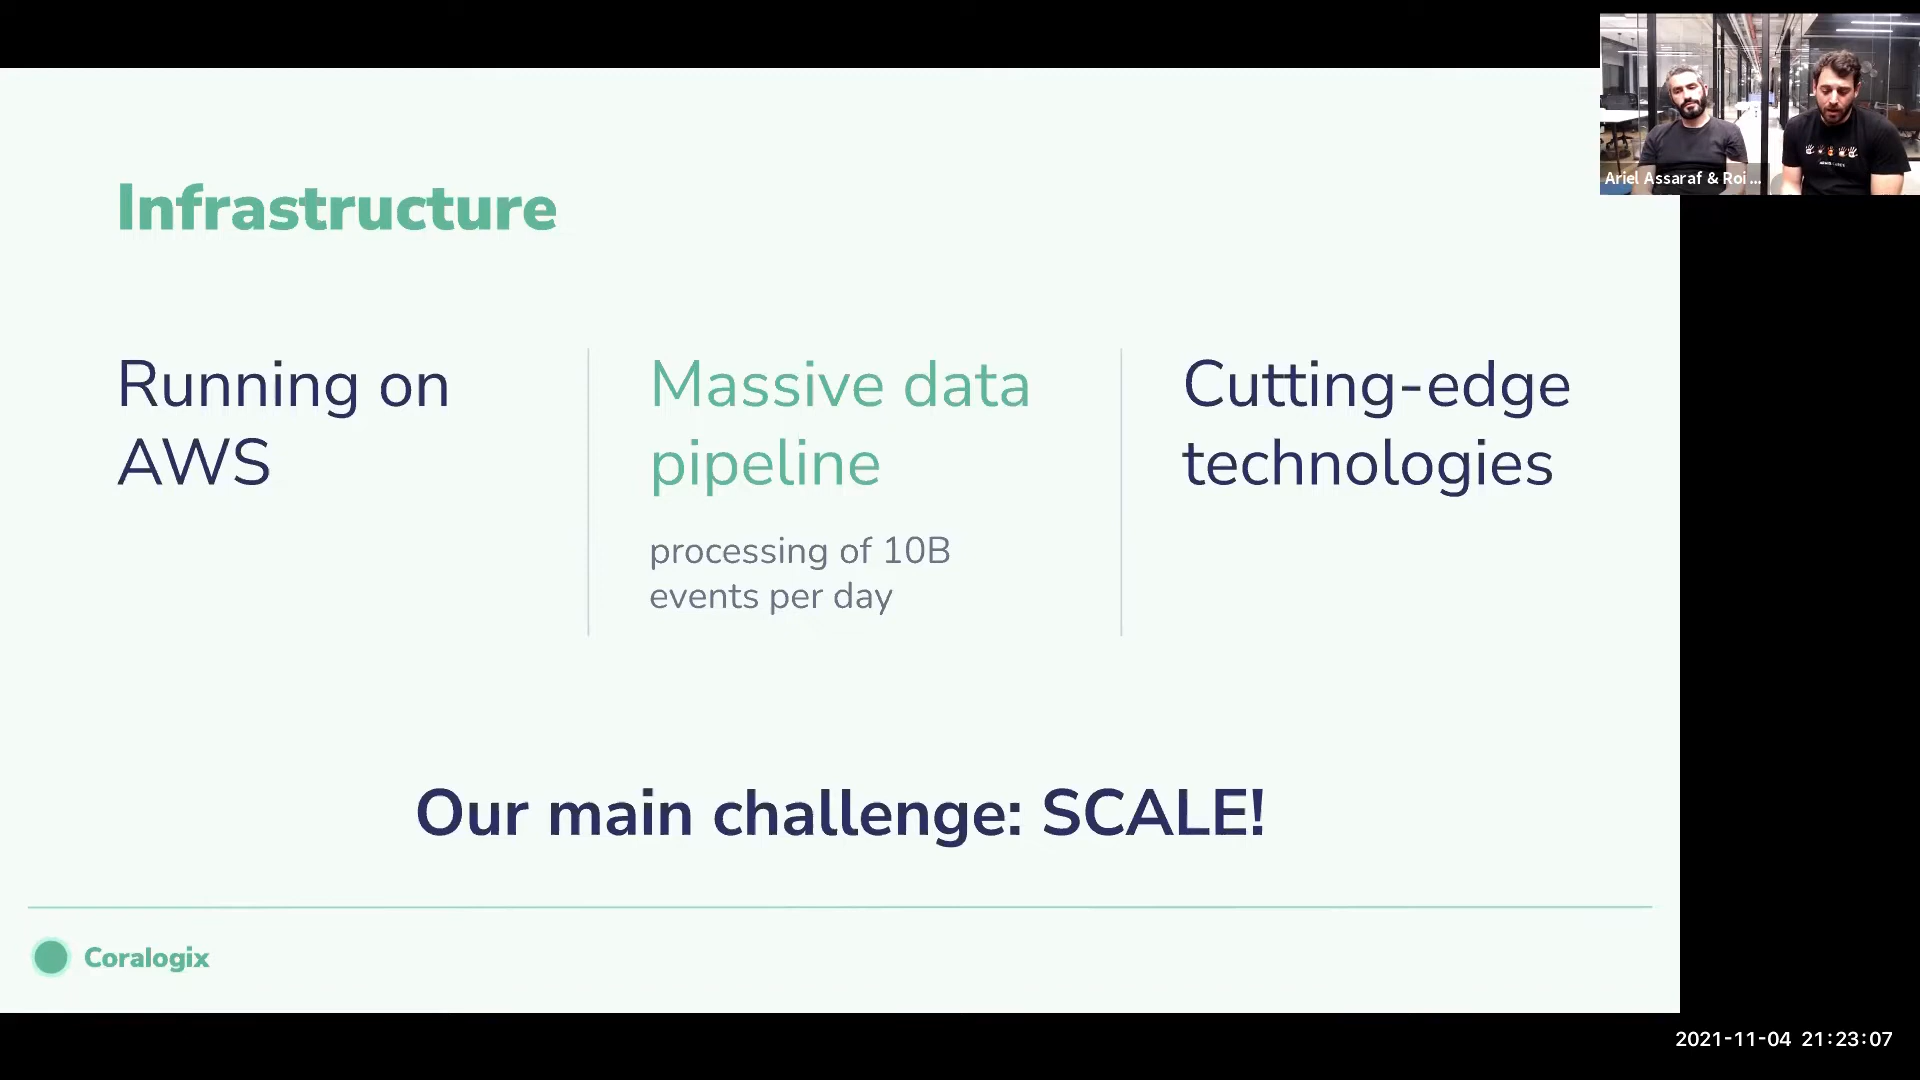 Ariel Assaraf & Roi ...
Infrastructure
Running on
AWS
Massive data
pipeline
processing of 10B
events per day
Cutting-edge
technologies
Our main challenge: SCALE!
Coralogix
2021-11-04 21:23:07